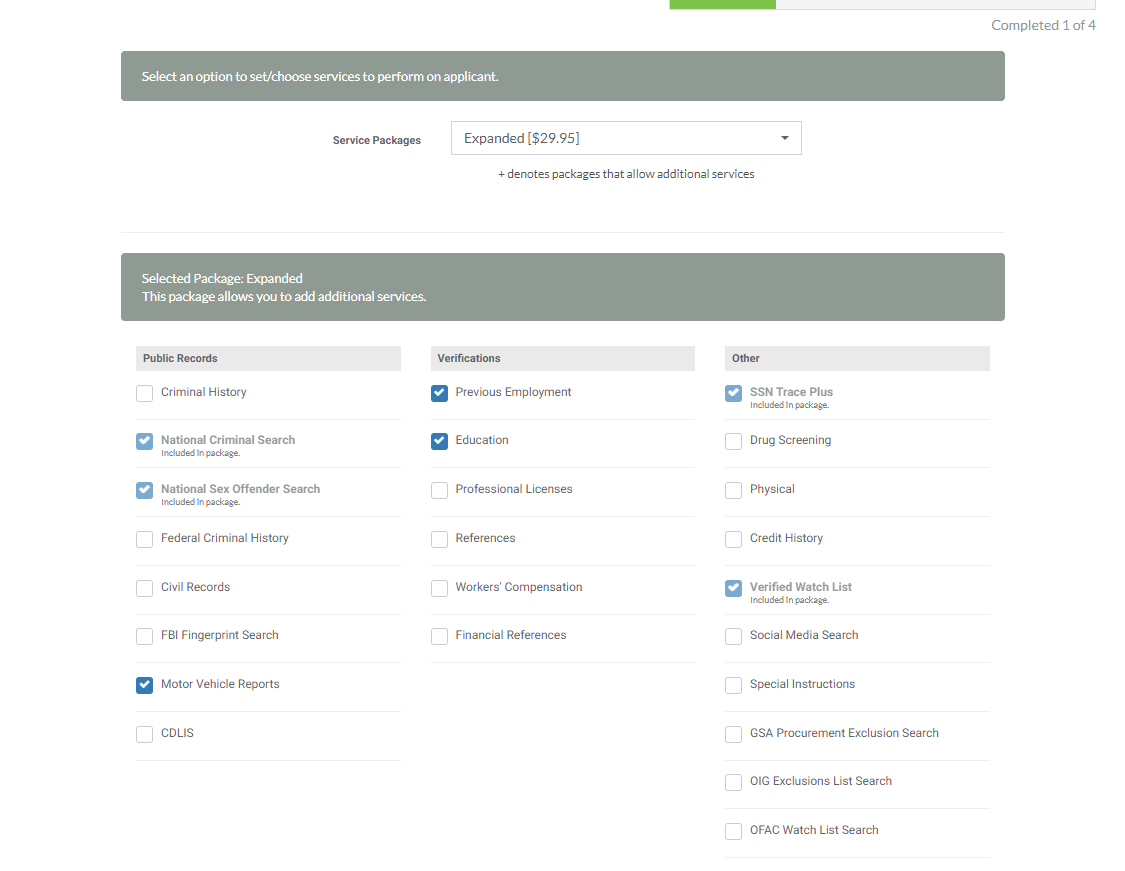 Completed 1 of 4
Select an option to set/choose services to perform on applicant.
Service Packages
Expanded [$29.95]
+ denotes packages that allow additional services
Selected Package: Expanded
This package allows you to add additional services.
Public Records
Criminal History
National Criminal Search
Included In package.
National Sex Offender Search
Included In package.
Federal Criminal History
Civil Records
FBI Fingerprint Search
Motor Vehicle Reports
CDLIS
Verifications
Previous Employment
Education
Professional Licenses
References
Workers' Compensation
Financial References
Other
SSN Trace Plus
Included In package.
Drug Screening
Physical
Credit History
Verified Watch List
Included In package.
Social Media Search
Special Instructions
GSA Procurement Exclusion Search
OIG Exclusions List Search
OFAC Watch List Search